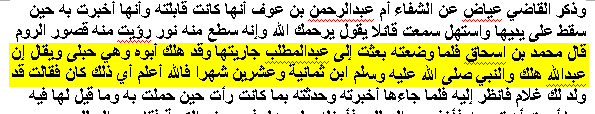 وذكر القاضي عياض عن الشفاء أم عبدالرحمن بن عوف أنها كانت قابلته وأنها أخبرت به حين
سقط على يديها واستهل سمعت قائلا يقول يرحمك الله وإنه سطع منه نور رؤيت منه قصور الروم
قال محمد بن اسحاق فلما وضعته بعثت إلى عبدالمطلب جاريتها وقد هلك أبوه وهي حبلى ويقال إن
عبدالله هلك والنبي صلى الله عليه وسلم ابن ثمانية وعشرين شهرا فالله أعلم أي ذلك كان فقالت قد
ولد لك غلام فانظر إليه فلما جاءها أخبرته وحدثته بما كانت رأت حين حملت به وما قيل لها فيه